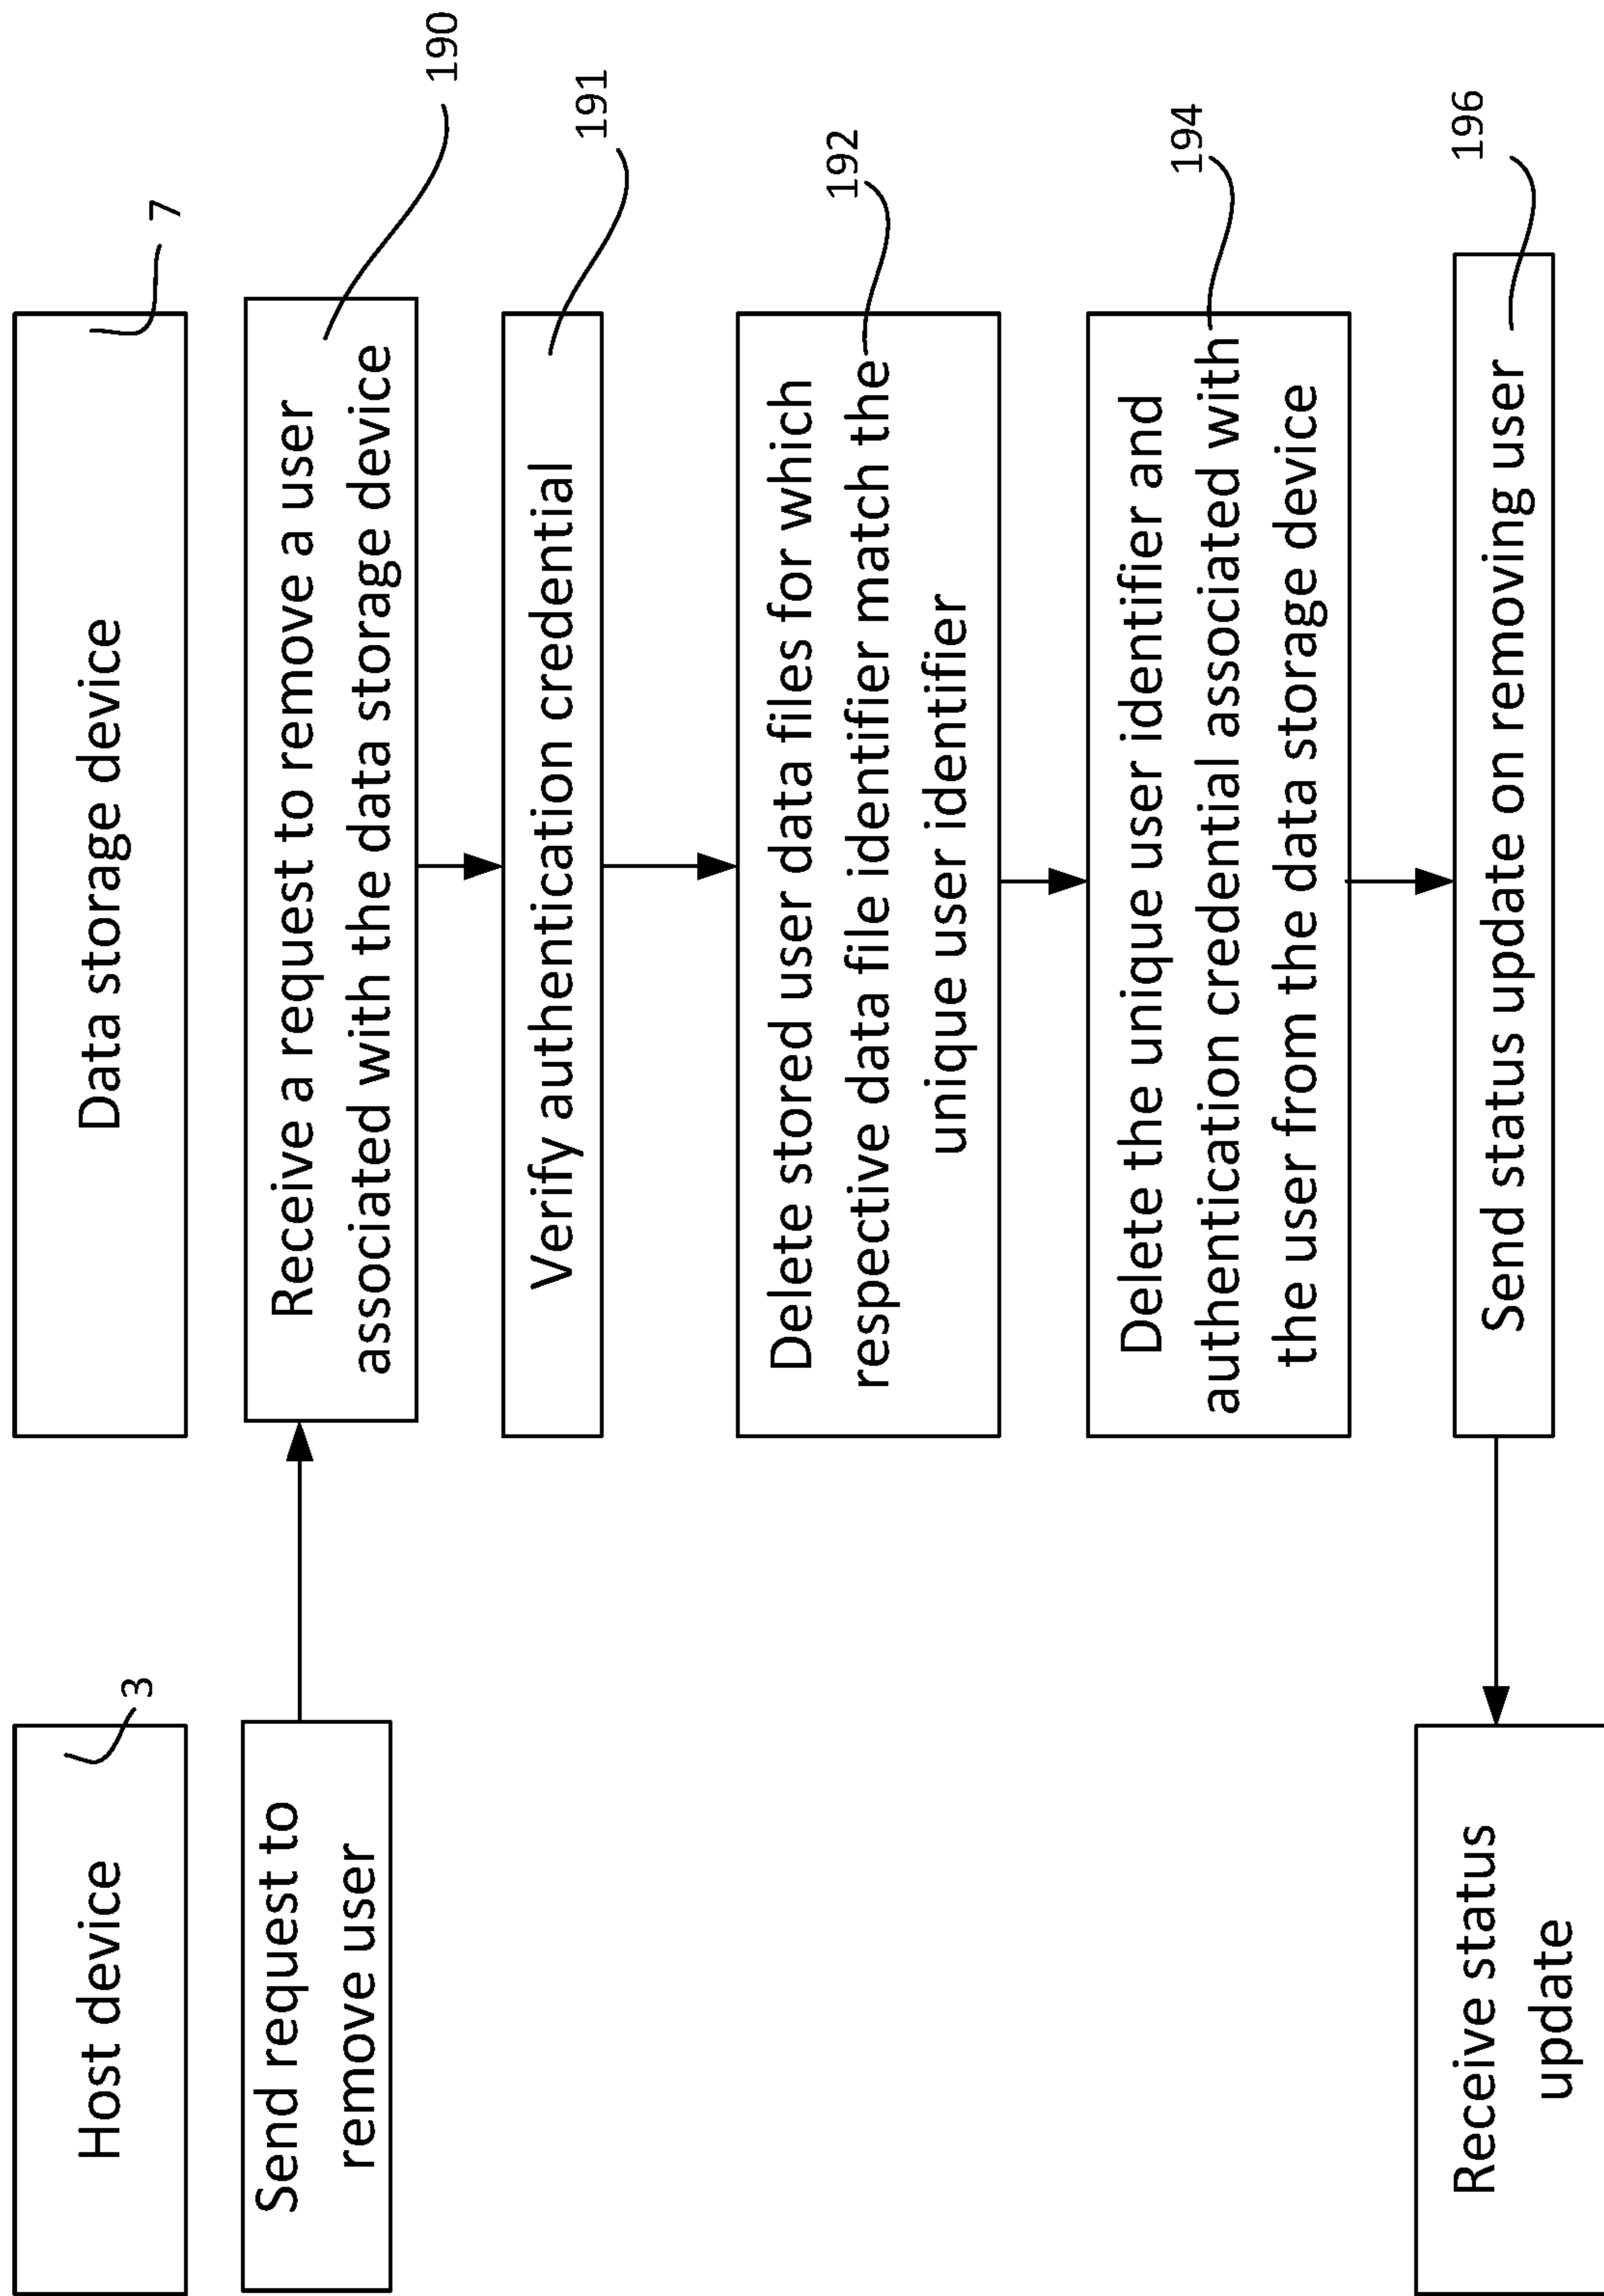 Host device
3
Data storage device
7
Send request to
remove user
Receive a request to remove a user
associated with the data storage device
190
Verify authentication credential
191
Delete stored user data files for which
respective data file identifier match the
unique user identifier
192
Delete the unique user identifier and
authentication credential associated with
the user from the data storage device
194
Send status update on removing user
196
Receive status
update